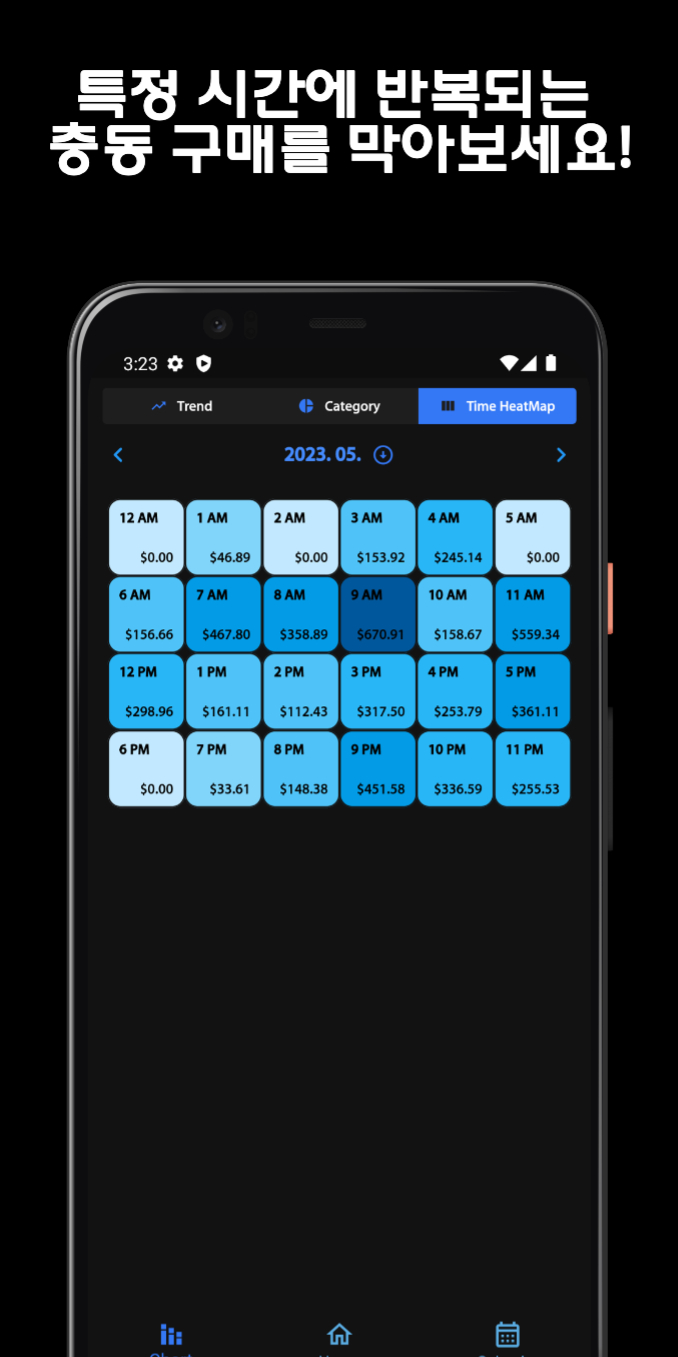 특정 시간에 반복되는
충동 구매를 막아보세요!
3:23
Trend Category Time HeatMap
2023. 05.
12 AM 1 AM 2 AM 3 AM 4 AM 5 AM
$0.00 $46.89 $0.00 $153.92 $245.14 $0.00
6 AM 7 AM 8 AM 9 AM 10 AM 11 AM
$156.66 $467.80 $358.89 $670.91 $158.67 $559.34
12 PM 1 PM 2 PM 3 PM 4 PM 5 PM
$298.96 $161.11 $112.43 $317.50 $253.79 $361.11
6 PM 7 PM 8 PM 9 PM 10 PM 11 PM
$0.00 $33.61 $148.38 $451.58 $336.59 $255.53